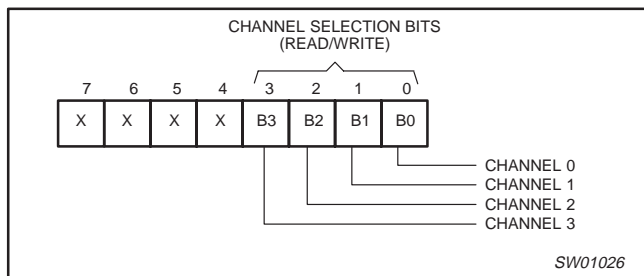 CHANNEL SELECTION BITS
(READ/WRITE)
7 6 5 4 3 2 1 0
X X X X B3 B2 B1 B0
CHANNEL 0
CHANNEL 1
CHANNEL 2
CHANNEL 3
SW01026